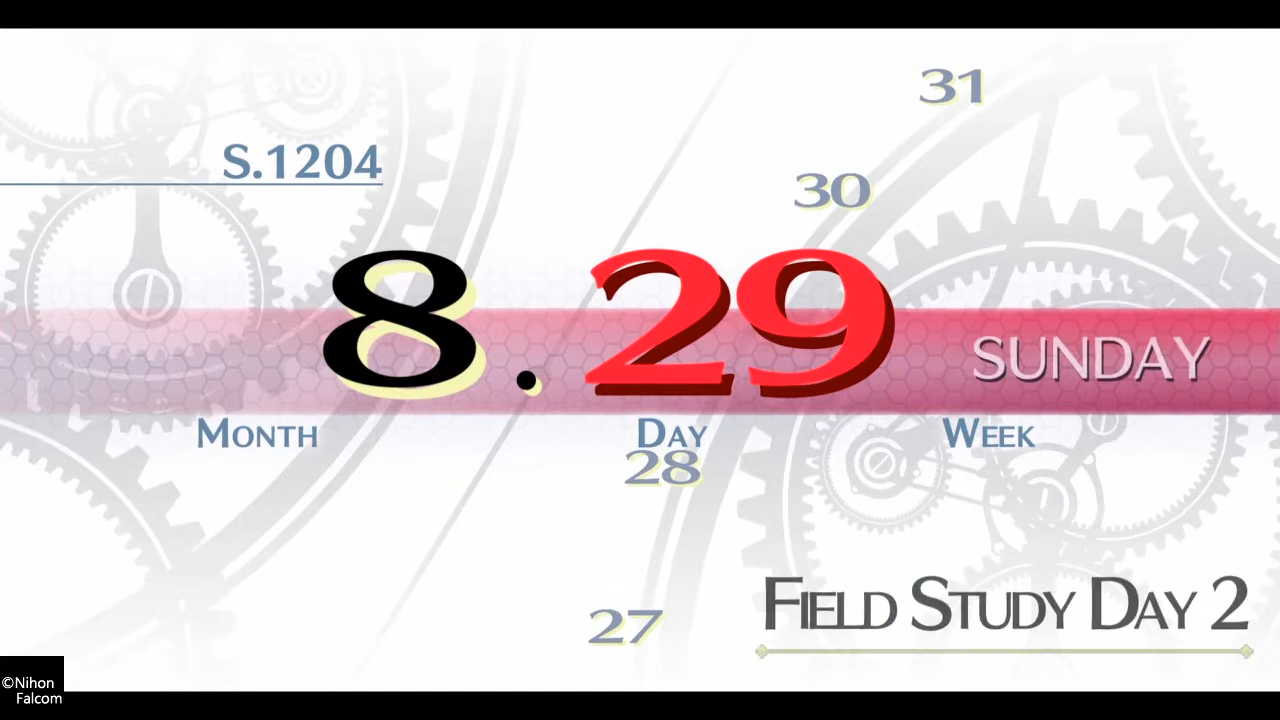 31
S.1204
30
8.29 SUNDAY
MONTH DAY WEEK
28
FIELD STUDY DAY 2
27
©Nihon
Falcom